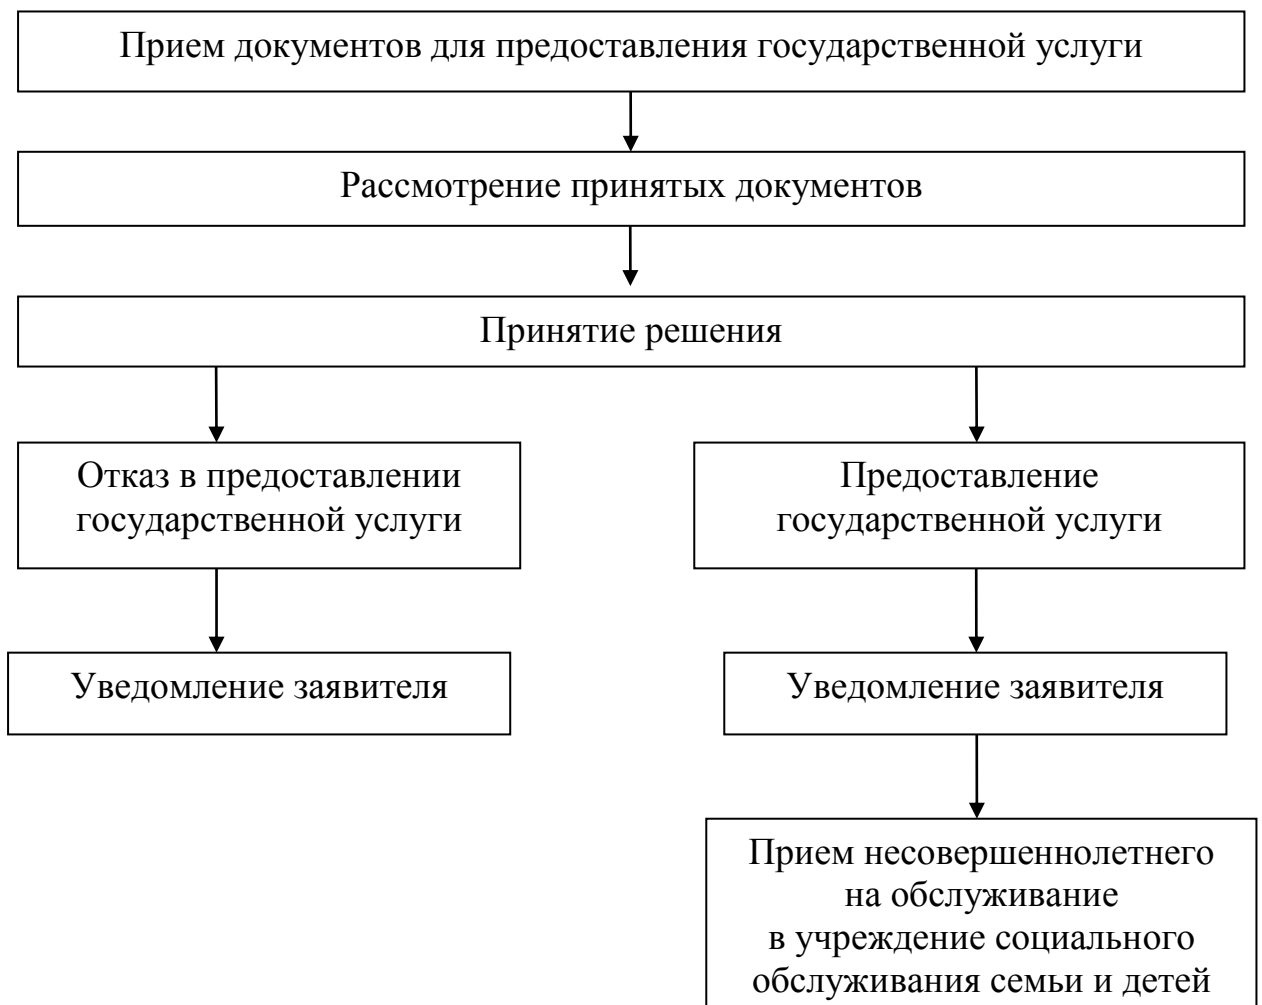 Прием документов для предоставления государственной услуги
Рассмотрение принятых документов
Принятие решения
Отказ в предоставлении
государственной услуги
Предоставление
государственной услуги
Уведомление заявителя
Уведомление заявителя
Прием несовершеннолетнего
на обслуживание
в учреждение социального
обслуживания семьи и детей